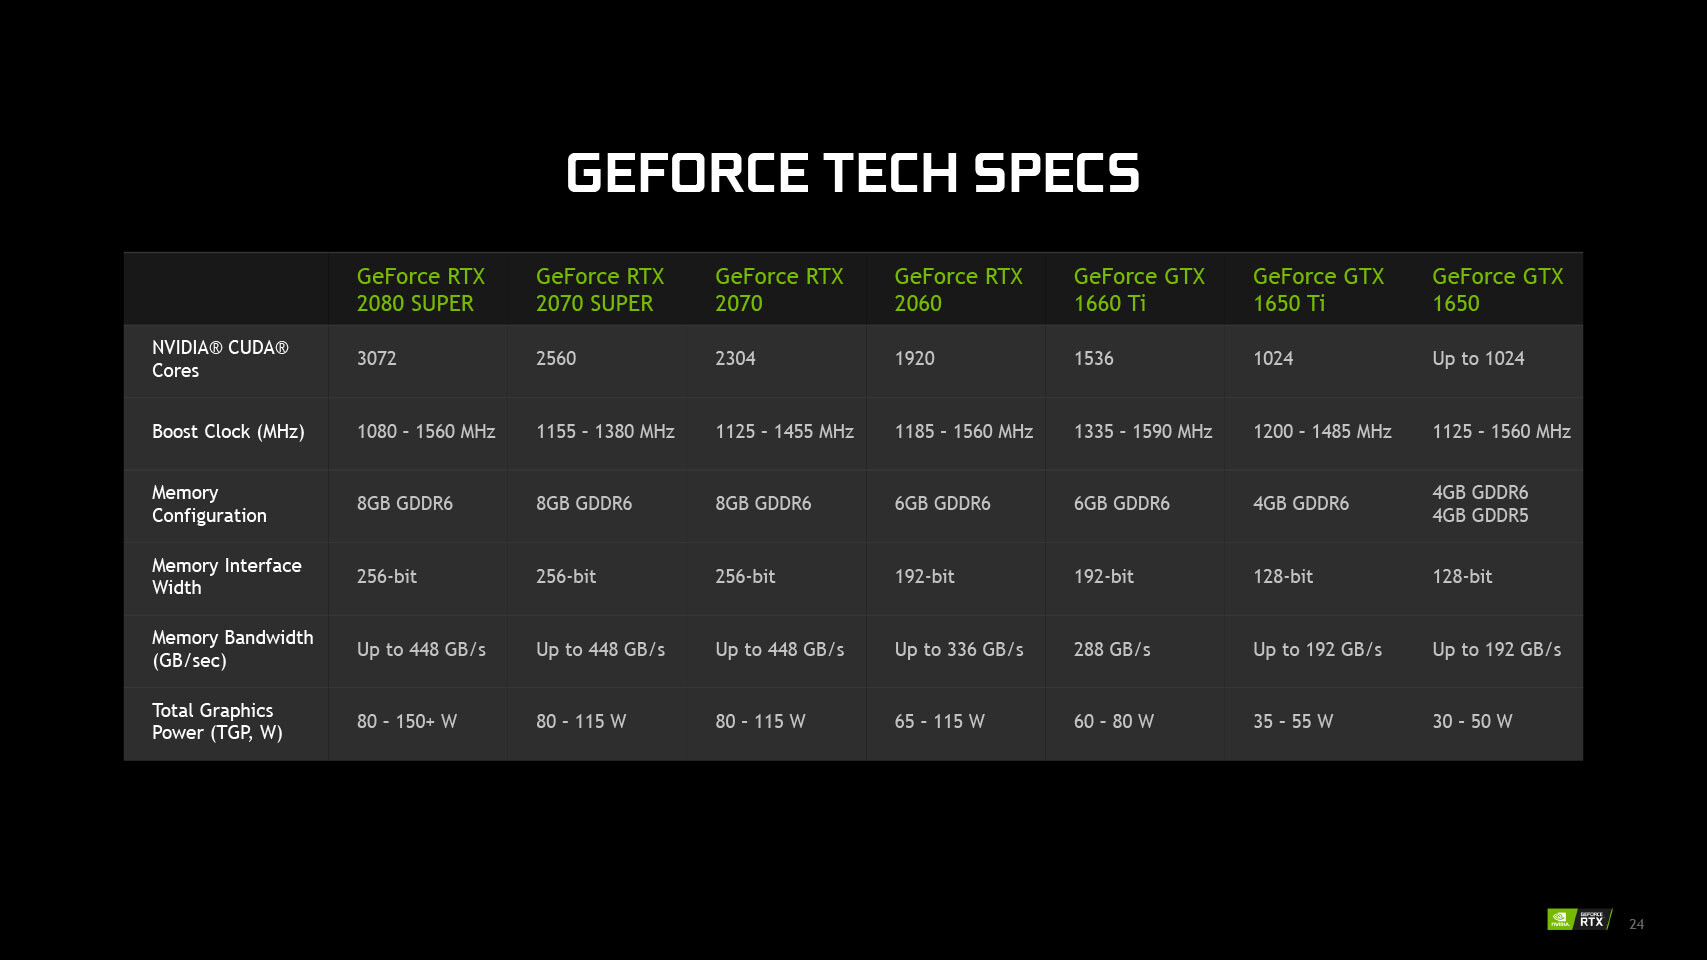 GEFORCE TECH SPECS
GeForce RTX 2080 SUPER GeForce RTX 2070 SUPER GeForce RTX 2070 GeForce RTX 2060 GeForce GTX 1660 Ti GeForce GTX 1650 Ti GeForce GTX 1650
NVIDIA® CUDA® Cores 3072 2560 2304 1920 1536 1024 Up to 1024
Boost Clock (MHz) 1080 – 1560 MHz 1155 – 1380 MHz 1125 – 1455 MHz 1185 – 1560 MHz 1335 – 1590 MHz 1200 – 1485 MHz 1125 – 1560 MHz
Memory Configuration 8GB GDDR6 8GB GDDR6 8GB GDDR6 6GB GDDR6 6GB GDDR6 4GB GDDR6 4GB GDDR6 4GB GDDR5
Memory Interface Width 256-bit 256-bit 256-bit 192-bit 192-bit 128-bit 128-bit
Memory Bandwidth (GB/sec) Up to 448 GB/s Up to 448 GB/s Up to 448 GB/s Up to 336 GB/s 288 GB/s Up to 192 GB/s Up to 192 GB/s
Total Graphics Power (TGP, W) 80 – 150+ W 80 – 115 W 80 – 115 W 65 – 115 W 60 – 80 W 35 – 55 W 30 – 50 W
NVIDIA GEFORCE RTX
24